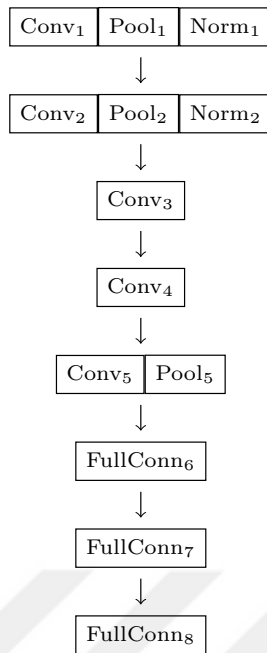 Conv₁ Pool₁ Norm₁
Conv₂ Pool₂ Norm₂
Conv₃
Conv₄
Conv₅ Pool₅
FullConn₆
FullConn₇
FullConn₈